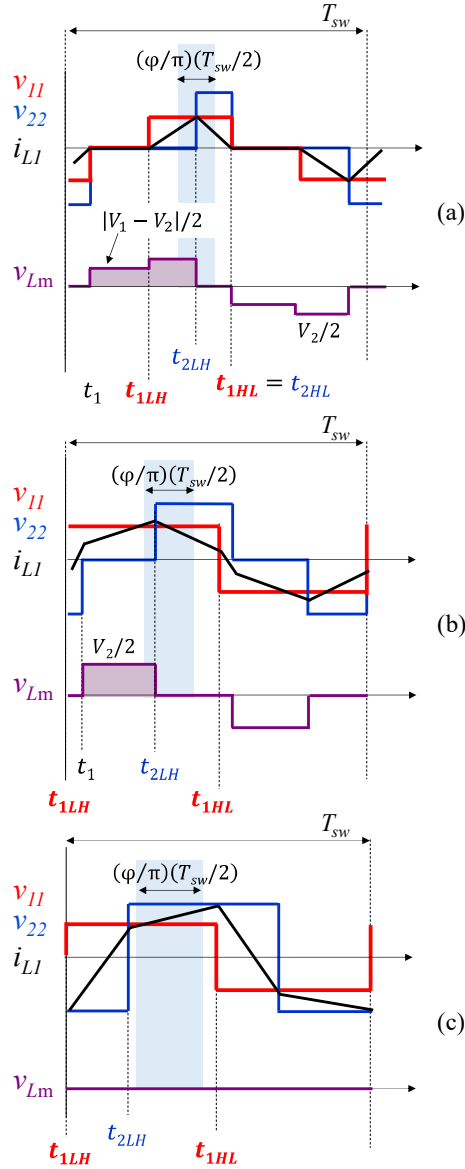 T_sw
(φ/π)(T_sw/2)
v_11
v_22
i_L1
(a)
|V_1 − V_2|/2
v_Lm
V_2/2
t_2LH
t_1 t_1LH t_1HL = t_2HL
T_sw
(φ/π)(T_sw/2)
v_11
v_22
i_L1
(b)
V_2/2
v_Lm
t_1 t_2LH
t_1LH t_1HL
T_sw
(φ/π)(T_sw/2)
v_11
v_22
i_L1
(c)
v_Lm
t_2LH
t_1LH t_1HL